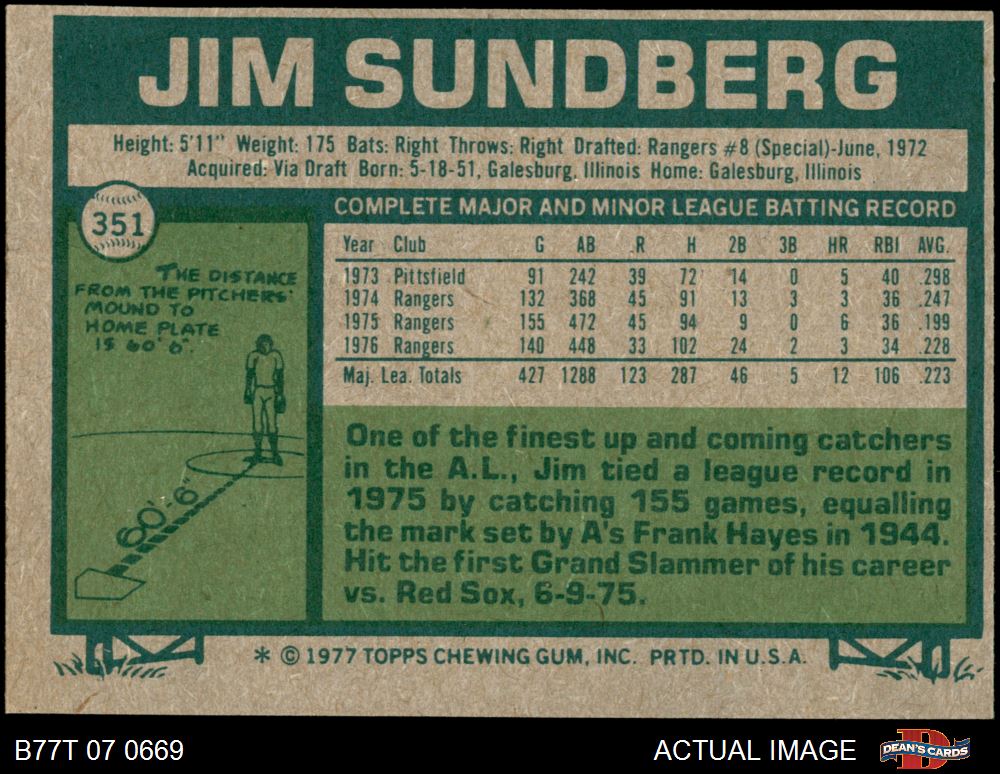 JIM SUNDBERG
Height: 5'11" Weight: 175 Bats: Right Throws: Right Drafted: Rangers #8 (Special)-June, 1972
Acquired: Via Draft Born: 5-18-51, Galesburg, Illinois Home: Galesburg, Illinois
351
THE DISTANCE
FROM THE PITCHERS'
MOUND TO
HOME PLATE
IS 60' 6".
60'-6"
COMPLETE MAJOR AND MINOR LEAGUE BATTING RECORD
Year Club G AB R H 2B 3B HR RBI AVG.
1973 Pittsfield 91 242 39 72 14 0 5 40 .298
1974 Rangers 132 368 45 91 13 3 3 36 .247
1975 Rangers 155 472 45 94 9 0 6 36 .199
1976 Rangers 140 448 33 102 24 2 3 34 .228
Maj. Lea. Totals 427 1288 123 287 46 5 12 106 .223
One of the finest up and coming catchers
in the A.L., Jim tied a league record in
1975 by catching 155 games, equalling
the mark set by A's Frank Hayes in 1944.
Hit the first Grand Slammer of his career
vs. Red Sox, 6-9-75.
* © 1977 TOPPS CHEWING GUM, INC. PRTD. IN U.S.A.
B77T 07 0669
ACTUAL IMAGE
DEAN'S CARDS